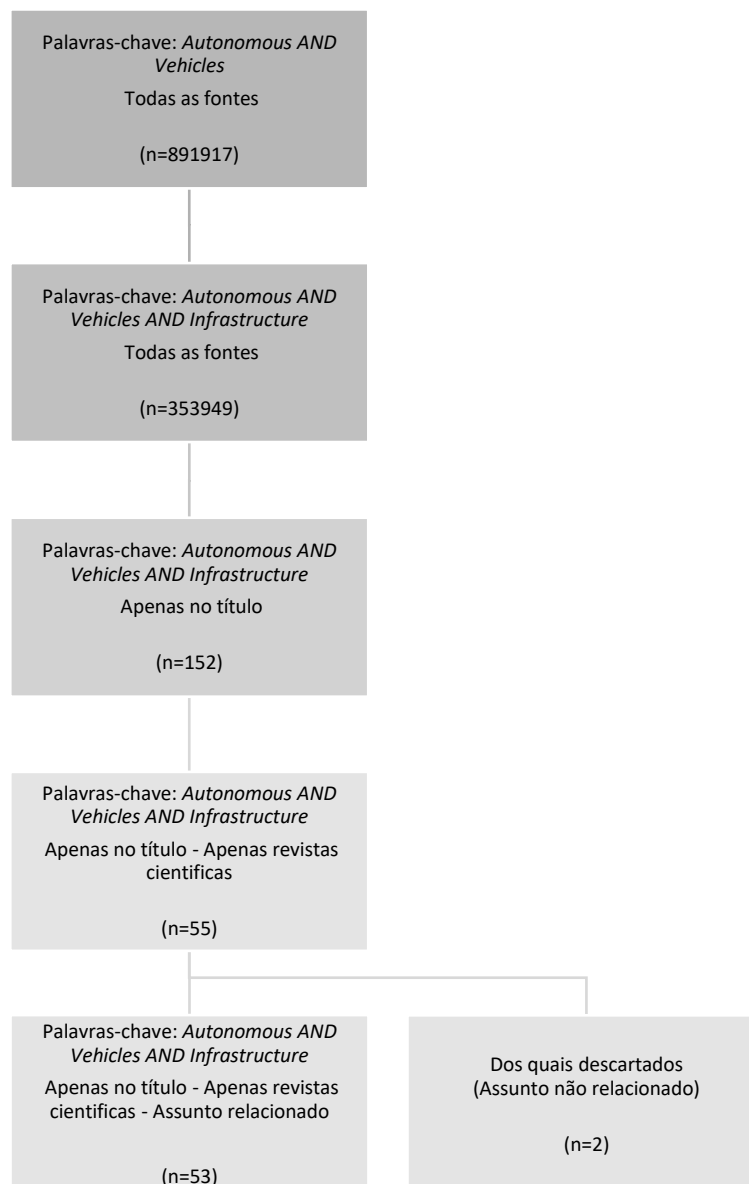 Palavras-chave: Autonomous AND
Vehicles
Todas as fontes
(n=891917)
Palavras-chave: Autonomous AND
Vehicles AND Infrastructure
Todas as fontes
(n=353949)
Palavras-chave: Autonomous AND
Vehicles AND Infrastructure
Apenas no título
(n=152)
Palavras-chave: Autonomous AND
Vehicles AND Infrastructure
Apenas no título - Apenas revistas
cientificas
(n=55)
Palavras-chave: Autonomous AND
Vehicles AND Infrastructure
Apenas no título - Apenas revistas
cientificas - Assunto relacionado
(n=53)
Dos quais descartados
(Assunto não relacionado)
(n=2)